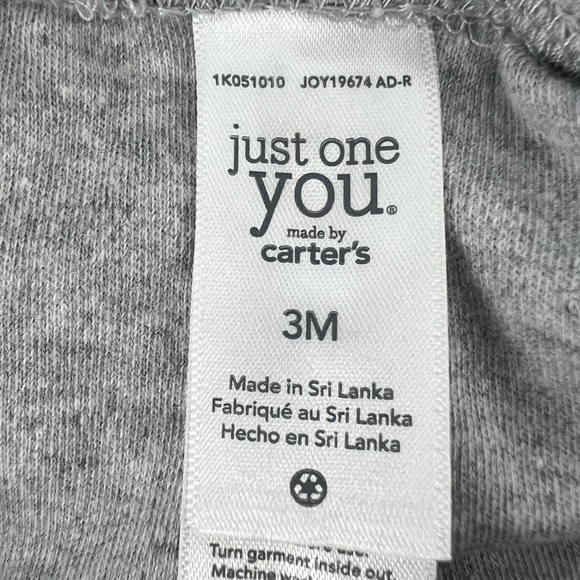 1K051010 JOY19674 AD-R
just one
you®
made by
carter's
3M
Made in Sri Lanka
Fabriqué au Sri Lanka
Hecho en Sri Lanka
Turn garment inside out.
Machine